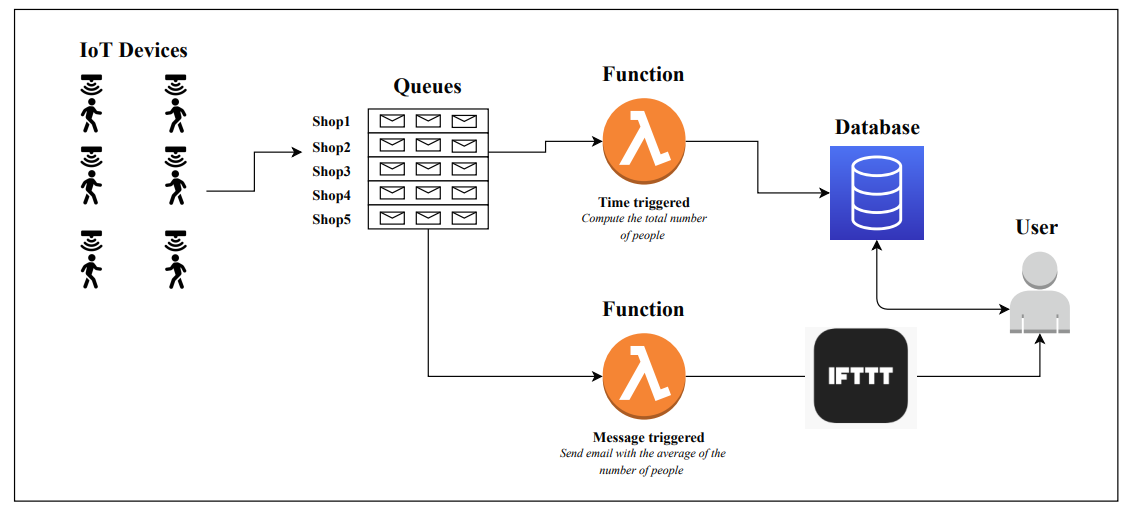 IoT Devices
Queues
Shop1
Shop2
Shop3
Shop4
Shop5
Function
Time triggered
Compute the total number
of people
Database
User
Function
Message triggered
Send email with the average of the
number of people
IFTTT